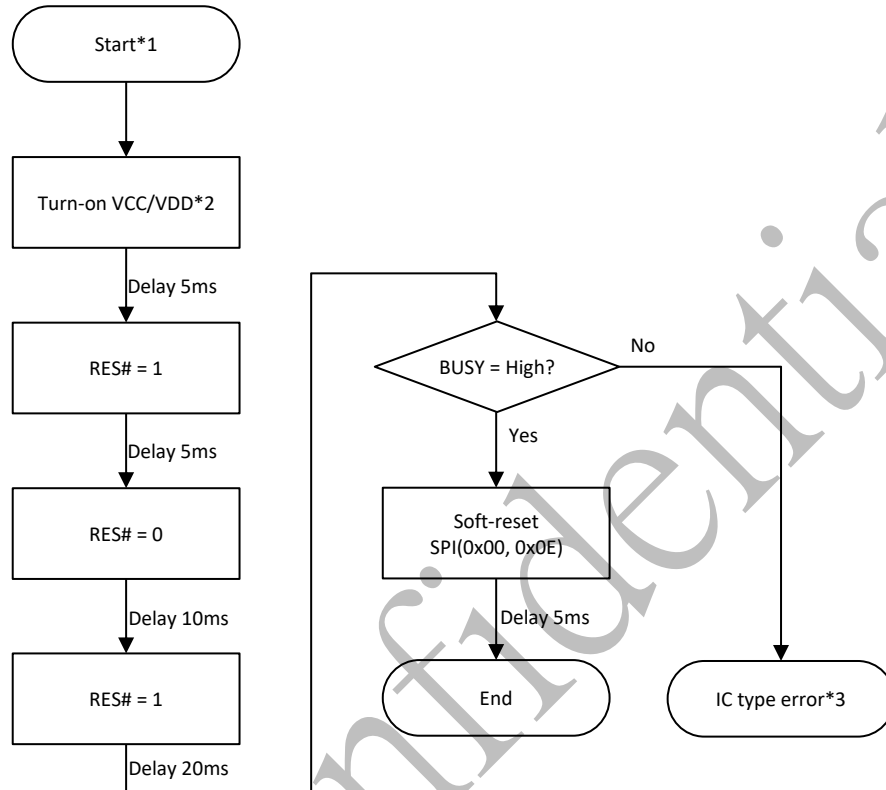 Start*1
Turn-on VCC/VDD*2
Delay 5ms
RES# = 1
Delay 5ms
RES# = 0
Delay 10ms
RES# = 1
Delay 20ms
BUSY = High?
No
Yes
Soft-reset
SPI(0x00, 0x0E)
Delay 5ms
End
IC type error*3